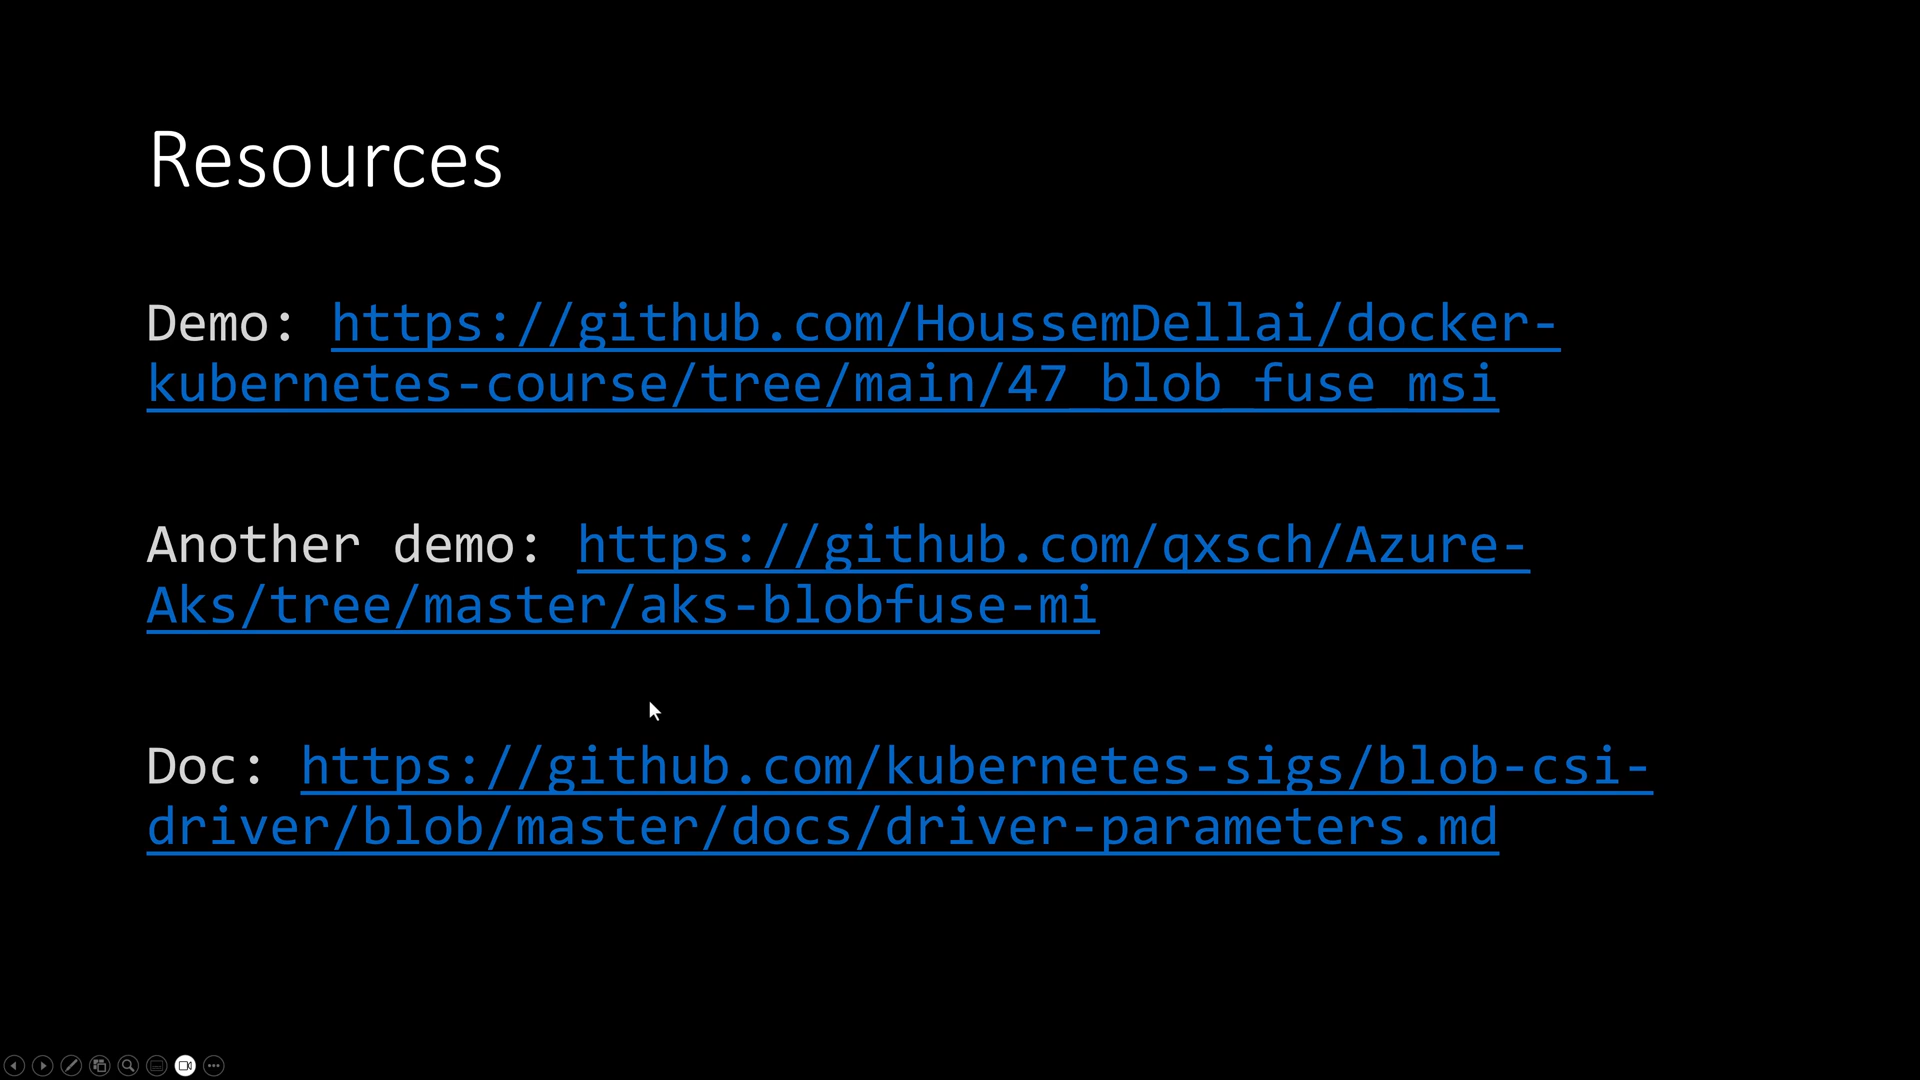 Resources
Demo: https://github.com/HoussemDellai/docker-
kubernetes-course/tree/main/47_blob_fuse_msi
Another demo: https://github.com/qxsch/Azure-
Aks/tree/master/aks-blobfuse-mi
Doc: https://github.com/kubernetes-sigs/blob-csi-
driver/blob/master/docs/driver-parameters.md